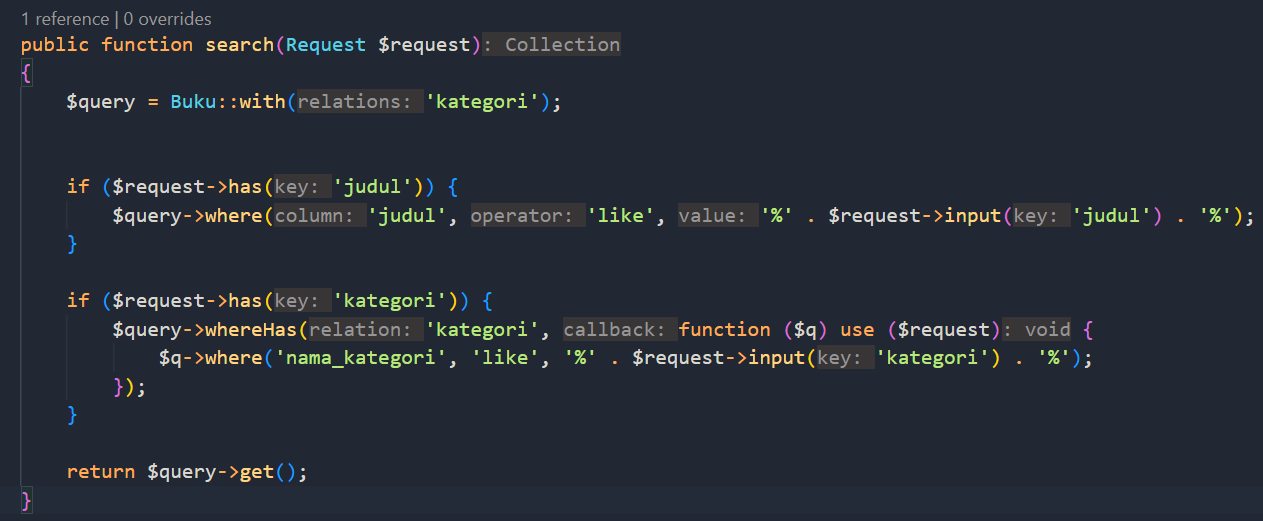 1 reference | 0 overrides
public function search(Request $request): Collection
{
$query = Buku::with(relations: 'kategori');
if ($request->has(key: 'judul')) {
$query->where(column: 'judul', operator: 'like', value: '%' . $request->input(key: 'judul') . '%');
}
if ($request->has(key: 'kategori')) {
$query->whereHas(relation: 'kategori', callback: function ($q) use ($request): void {
$q->where('nama_kategori', 'like', '%' . $request->input(key: 'kategori') . '%');
});
}
return $query->get();
}